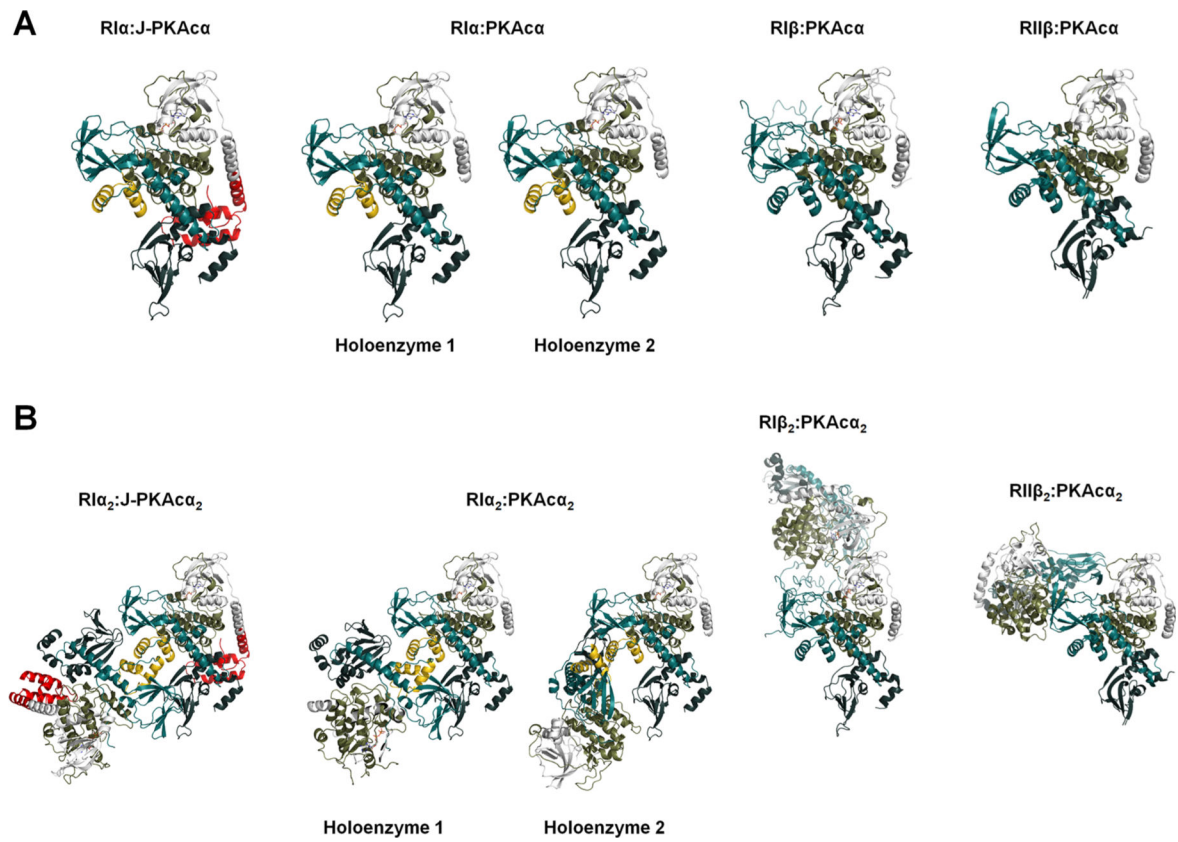 A
RIα:J-PKAcα RIα:PKAcα RIβ:PKAcα RIIβ:PKAcα
Holoenzyme 1 Holoenzyme 2
B
RIβ₂:PKAcα₂
RIα₂:J-PKAcα₂ RIα₂:PKAcα₂ RIIβ₂:PKAcα₂
Holoenzyme 1 Holoenzyme 2